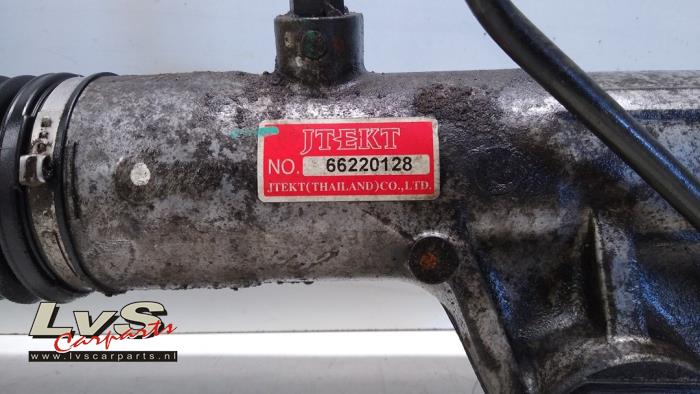 JTEKT
NO. 66220128
JTEKT(THAILAND)CO.,LTD.
LvS
Carparts
www.lvscarparts.nl